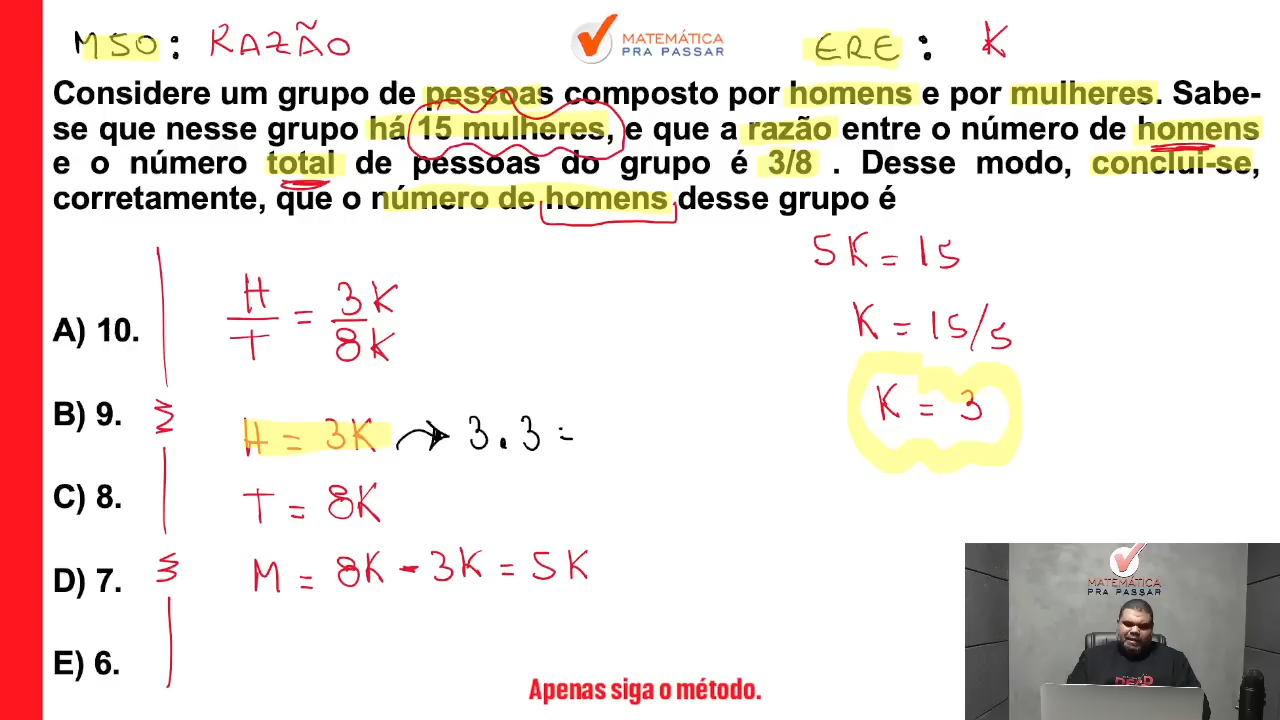 MSO: RAZÃO
MATEMÁTICA
PRA PASSAR
ERE: K
Considere um grupo de pessoas composto por homens e por mulheres. Sabe-
se que nesse grupo há 15 mulheres, e que a razão entre o número de homens
e o número total de pessoas do grupo é 3/8 . Desse modo, conclui-se,
corretamente, que o número de homens desse grupo é
5K = 15
H/T = 3K/8K
K = 15/5
A) 10.
K = 3
B) 9.
H = 3K → 3.3 =
C) 8.
T = 8K
D) 7.
M = 8K - 3K = 5K
MATEMÁTICA
PRA PASSAR
E) 6.
Apenas siga o método.